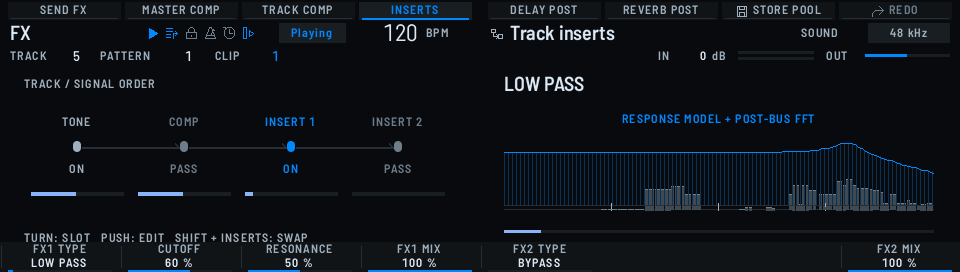 SEND FX MASTER COMP TRACK COMP INSERTS DELAY POST REVERB POST STORE POOL REDO
FX Playing 120 BPM Track inserts SOUND 48 kHz
TRACK 5 PATTERN 1 CLIP 1 IN 0 dB OUT
TRACK / SIGNAL ORDER
LOW PASS
RESPONSE MODEL + POST-BUS FFT
TONE COMP INSERT 1 INSERT 2
ON PASS ON PASS
TURN: SLOT PUSH: EDIT SHIFT + INSERTS: SWAP
FX1 TYPE CUTOFF RESONANCE FX1 MIX FX2 TYPE FX2 MIX
LOW PASS 60 % 50 % 100 % BYPASS 100 %